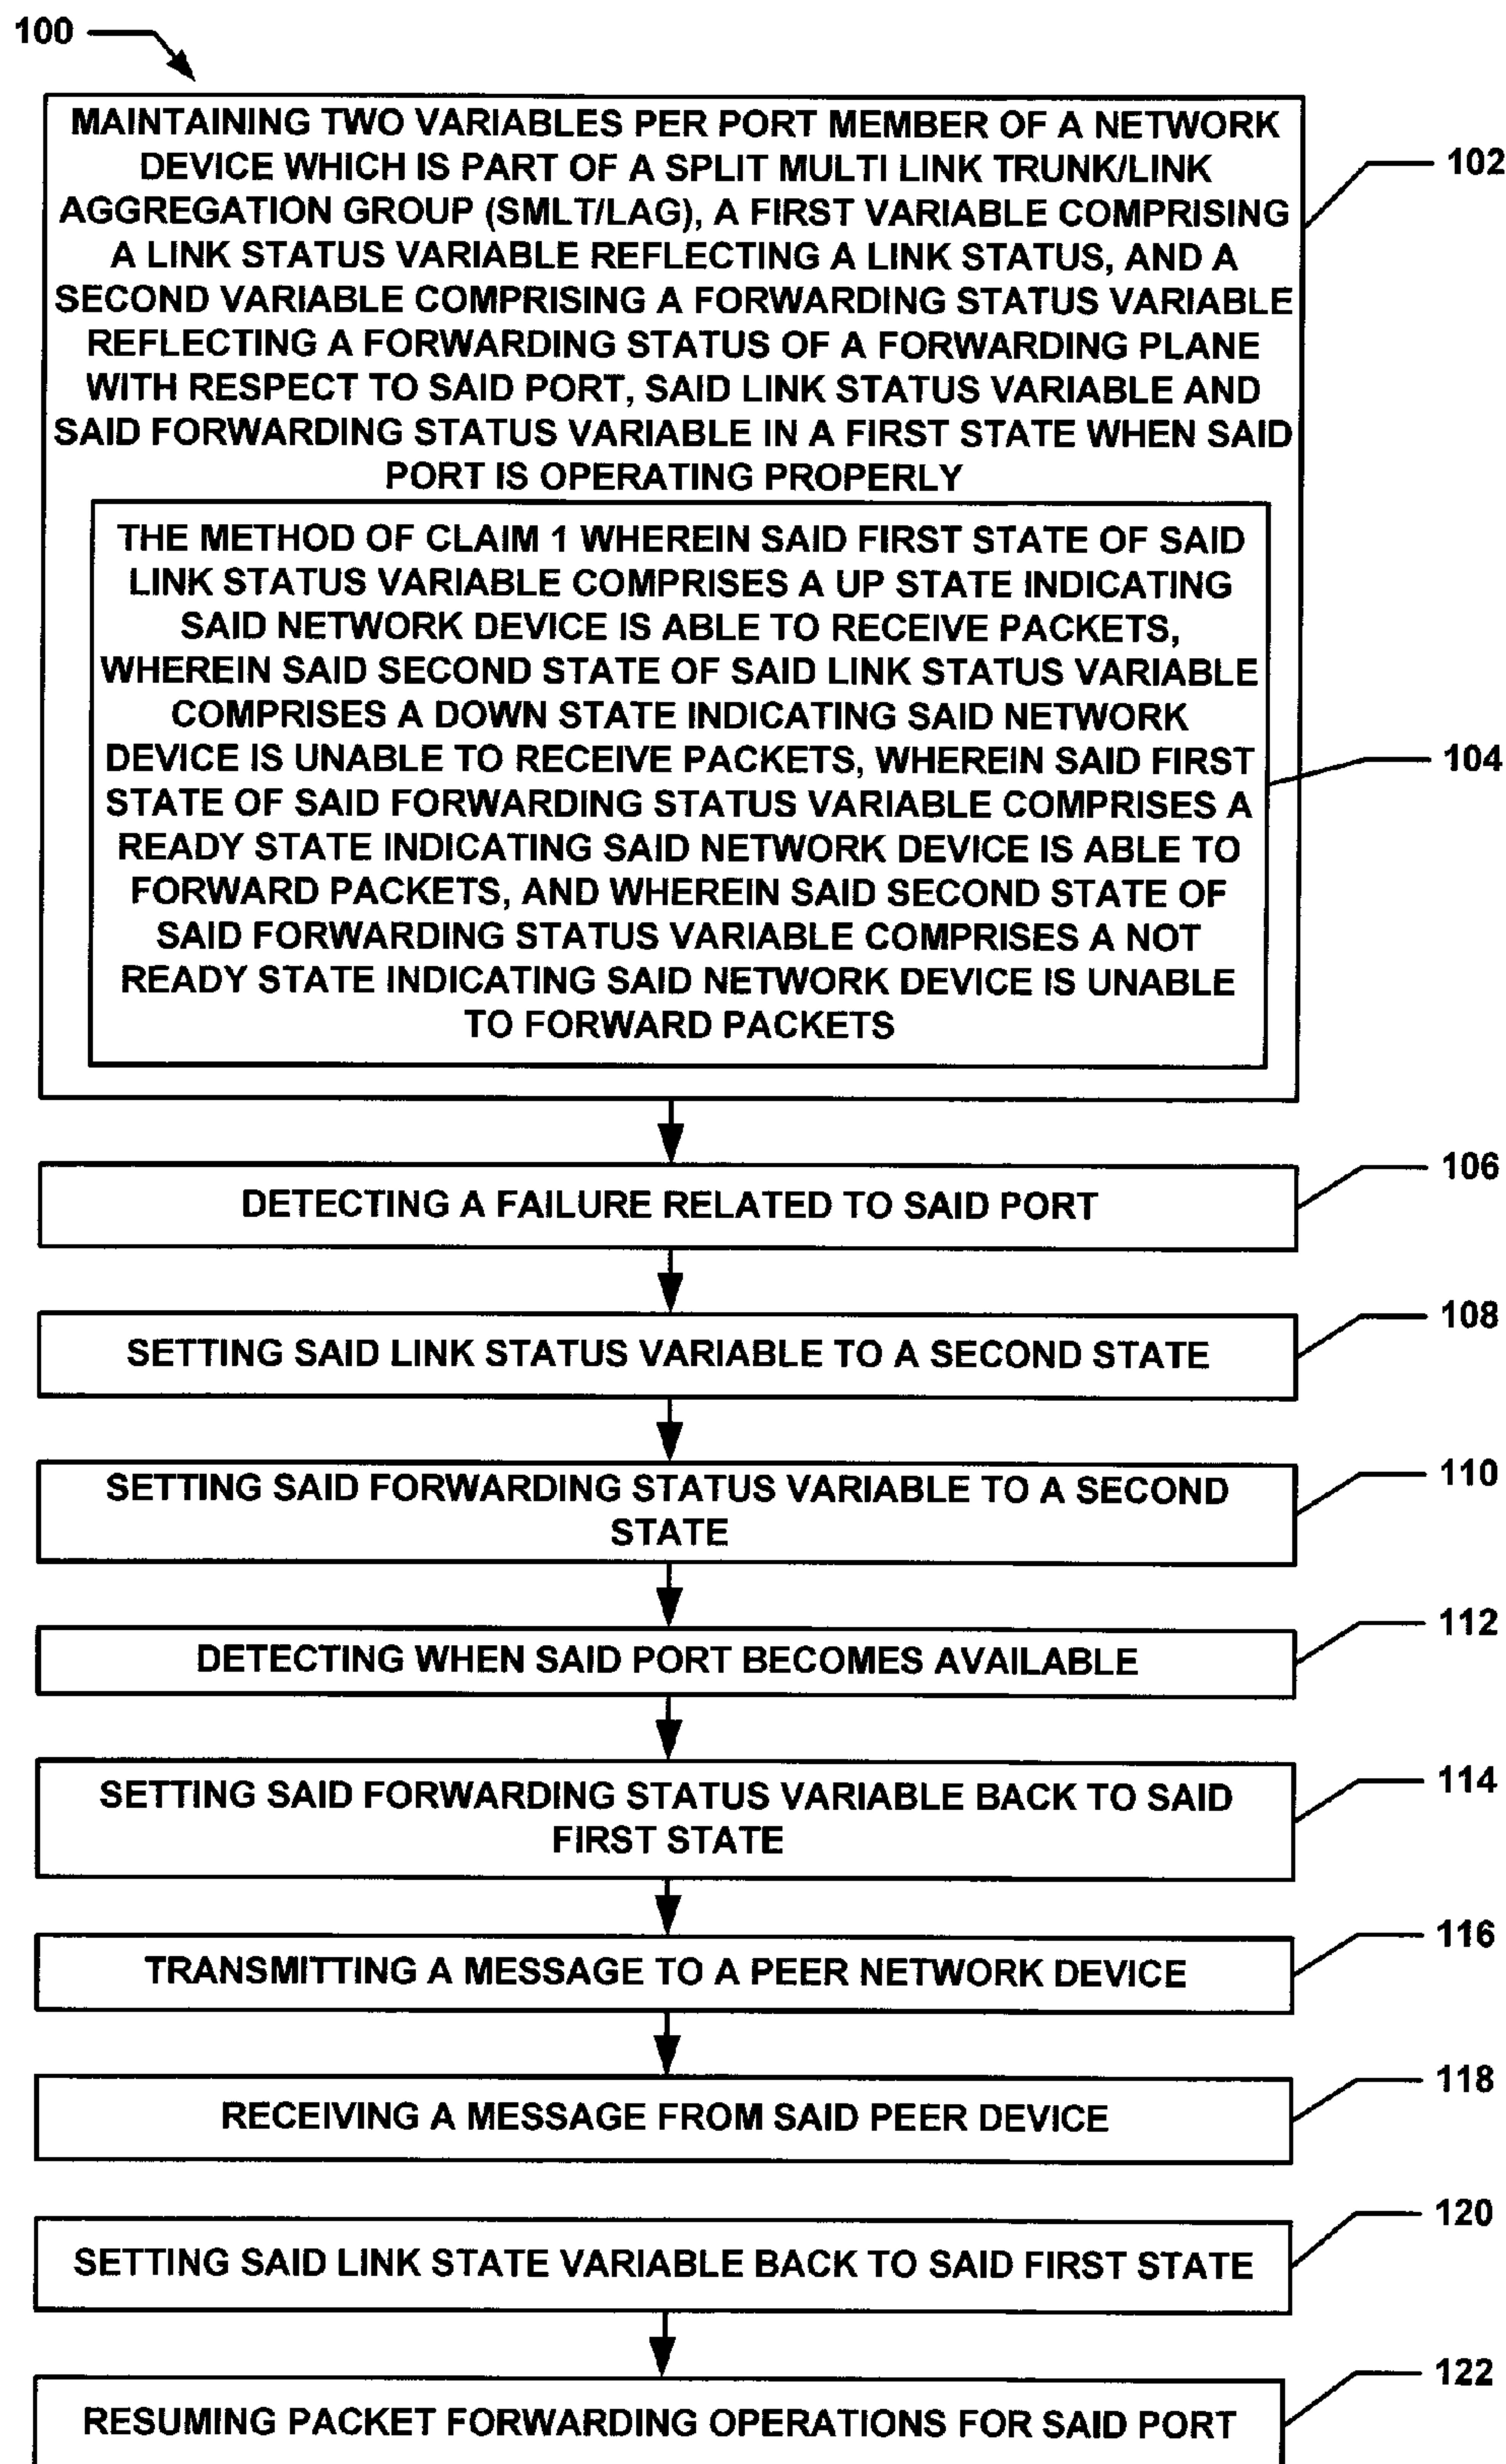 100
MAINTAINING TWO VARIABLES PER PORT MEMBER OF A NETWORK
DEVICE WHICH IS PART OF A SPLIT MULTI LINK TRUNK/LINK
AGGREGATION GROUP (SMLT/LAG), A FIRST VARIABLE COMPRISING
A LINK STATUS VARIABLE REFLECTING A LINK STATUS, AND A
SECOND VARIABLE COMPRISING A FORWARDING STATUS VARIABLE
REFLECTING A FORWARDING STATUS OF A FORWARDING PLANE
WITH RESPECT TO SAID PORT, SAID LINK STATUS VARIABLE AND
SAID FORWARDING STATUS VARIABLE IN A FIRST STATE WHEN SAID
PORT IS OPERATING PROPERLY
102
THE METHOD OF CLAIM 1 WHEREIN SAID FIRST STATE OF SAID
LINK STATUS VARIABLE COMPRISES A UP STATE INDICATING
SAID NETWORK DEVICE IS ABLE TO RECEIVE PACKETS,
WHEREIN SAID SECOND STATE OF SAID LINK STATUS VARIABLE
COMPRISES A DOWN STATE INDICATING SAID NETWORK
DEVICE IS UNABLE TO RECEIVE PACKETS, WHEREIN SAID FIRST
STATE OF SAID FORWARDING STATUS VARIABLE COMPRISES A
READY STATE INDICATING SAID NETWORK DEVICE IS ABLE TO
FORWARD PACKETS, AND WHEREIN SAID SECOND STATE OF
SAID FORWARDING STATUS VARIABLE COMPRISES A NOT
READY STATE INDICATING SAID NETWORK DEVICE IS UNABLE
TO FORWARD PACKETS
104
DETECTING A FAILURE RELATED TO SAID PORT
106
SETTING SAID LINK STATUS VARIABLE TO A SECOND STATE
108
SETTING SAID FORWARDING STATUS VARIABLE TO A SECOND
STATE
110
DETECTING WHEN SAID PORT BECOMES AVAILABLE
112
SETTING SAID FORWARDING STATUS VARIABLE BACK TO SAID
FIRST STATE
114
TRANSMITTING A MESSAGE TO A PEER NETWORK DEVICE
116
RECEIVING A MESSAGE FROM SAID PEER DEVICE
118
SETTING SAID LINK STATE VARIABLE BACK TO SAID FIRST STATE
120
RESUMING PACKET FORWARDING OPERATIONS FOR SAID PORT
122